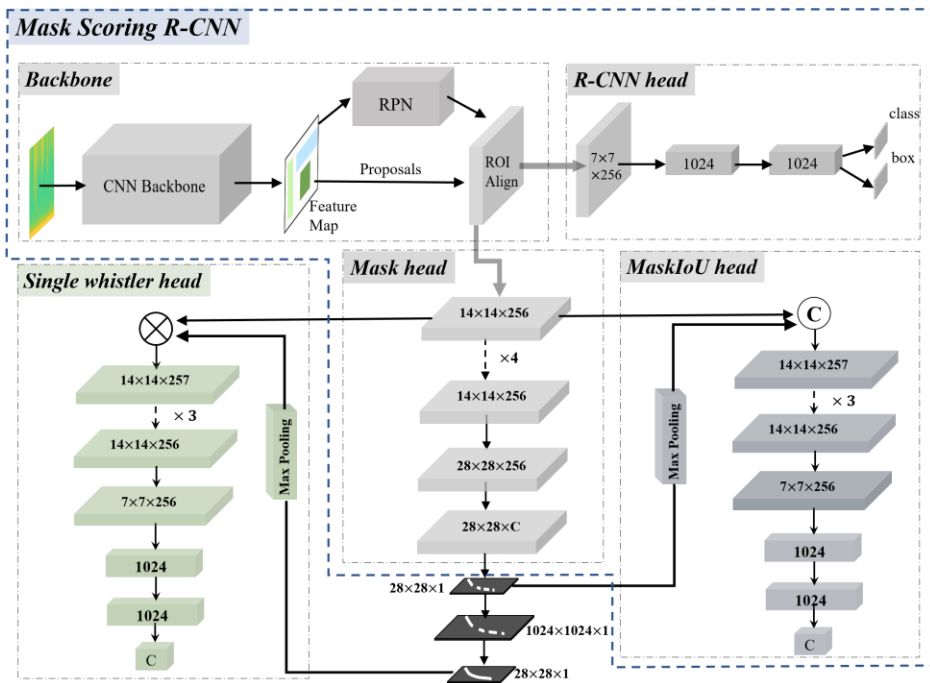 Mask Scoring R-CNN
Backbone
RPN
CNN Backbone
Proposals
Feature
Map
ROI
Align
R-CNN head
7×7
×256
1024
1024
class
box
Single whistler head
14×14×257
× 3
14×14×256
7×7×256
1024
1024
C
Max Pooling
Mask head
14×14×256
×4
14×14×256
28×28×256
28×28×C
28×28×1
1024×1024×1
28×28×1
MaskIoU head
C
14×14×257
× 3
14×14×256
7×7×256
1024
1024
C
Max Pooling